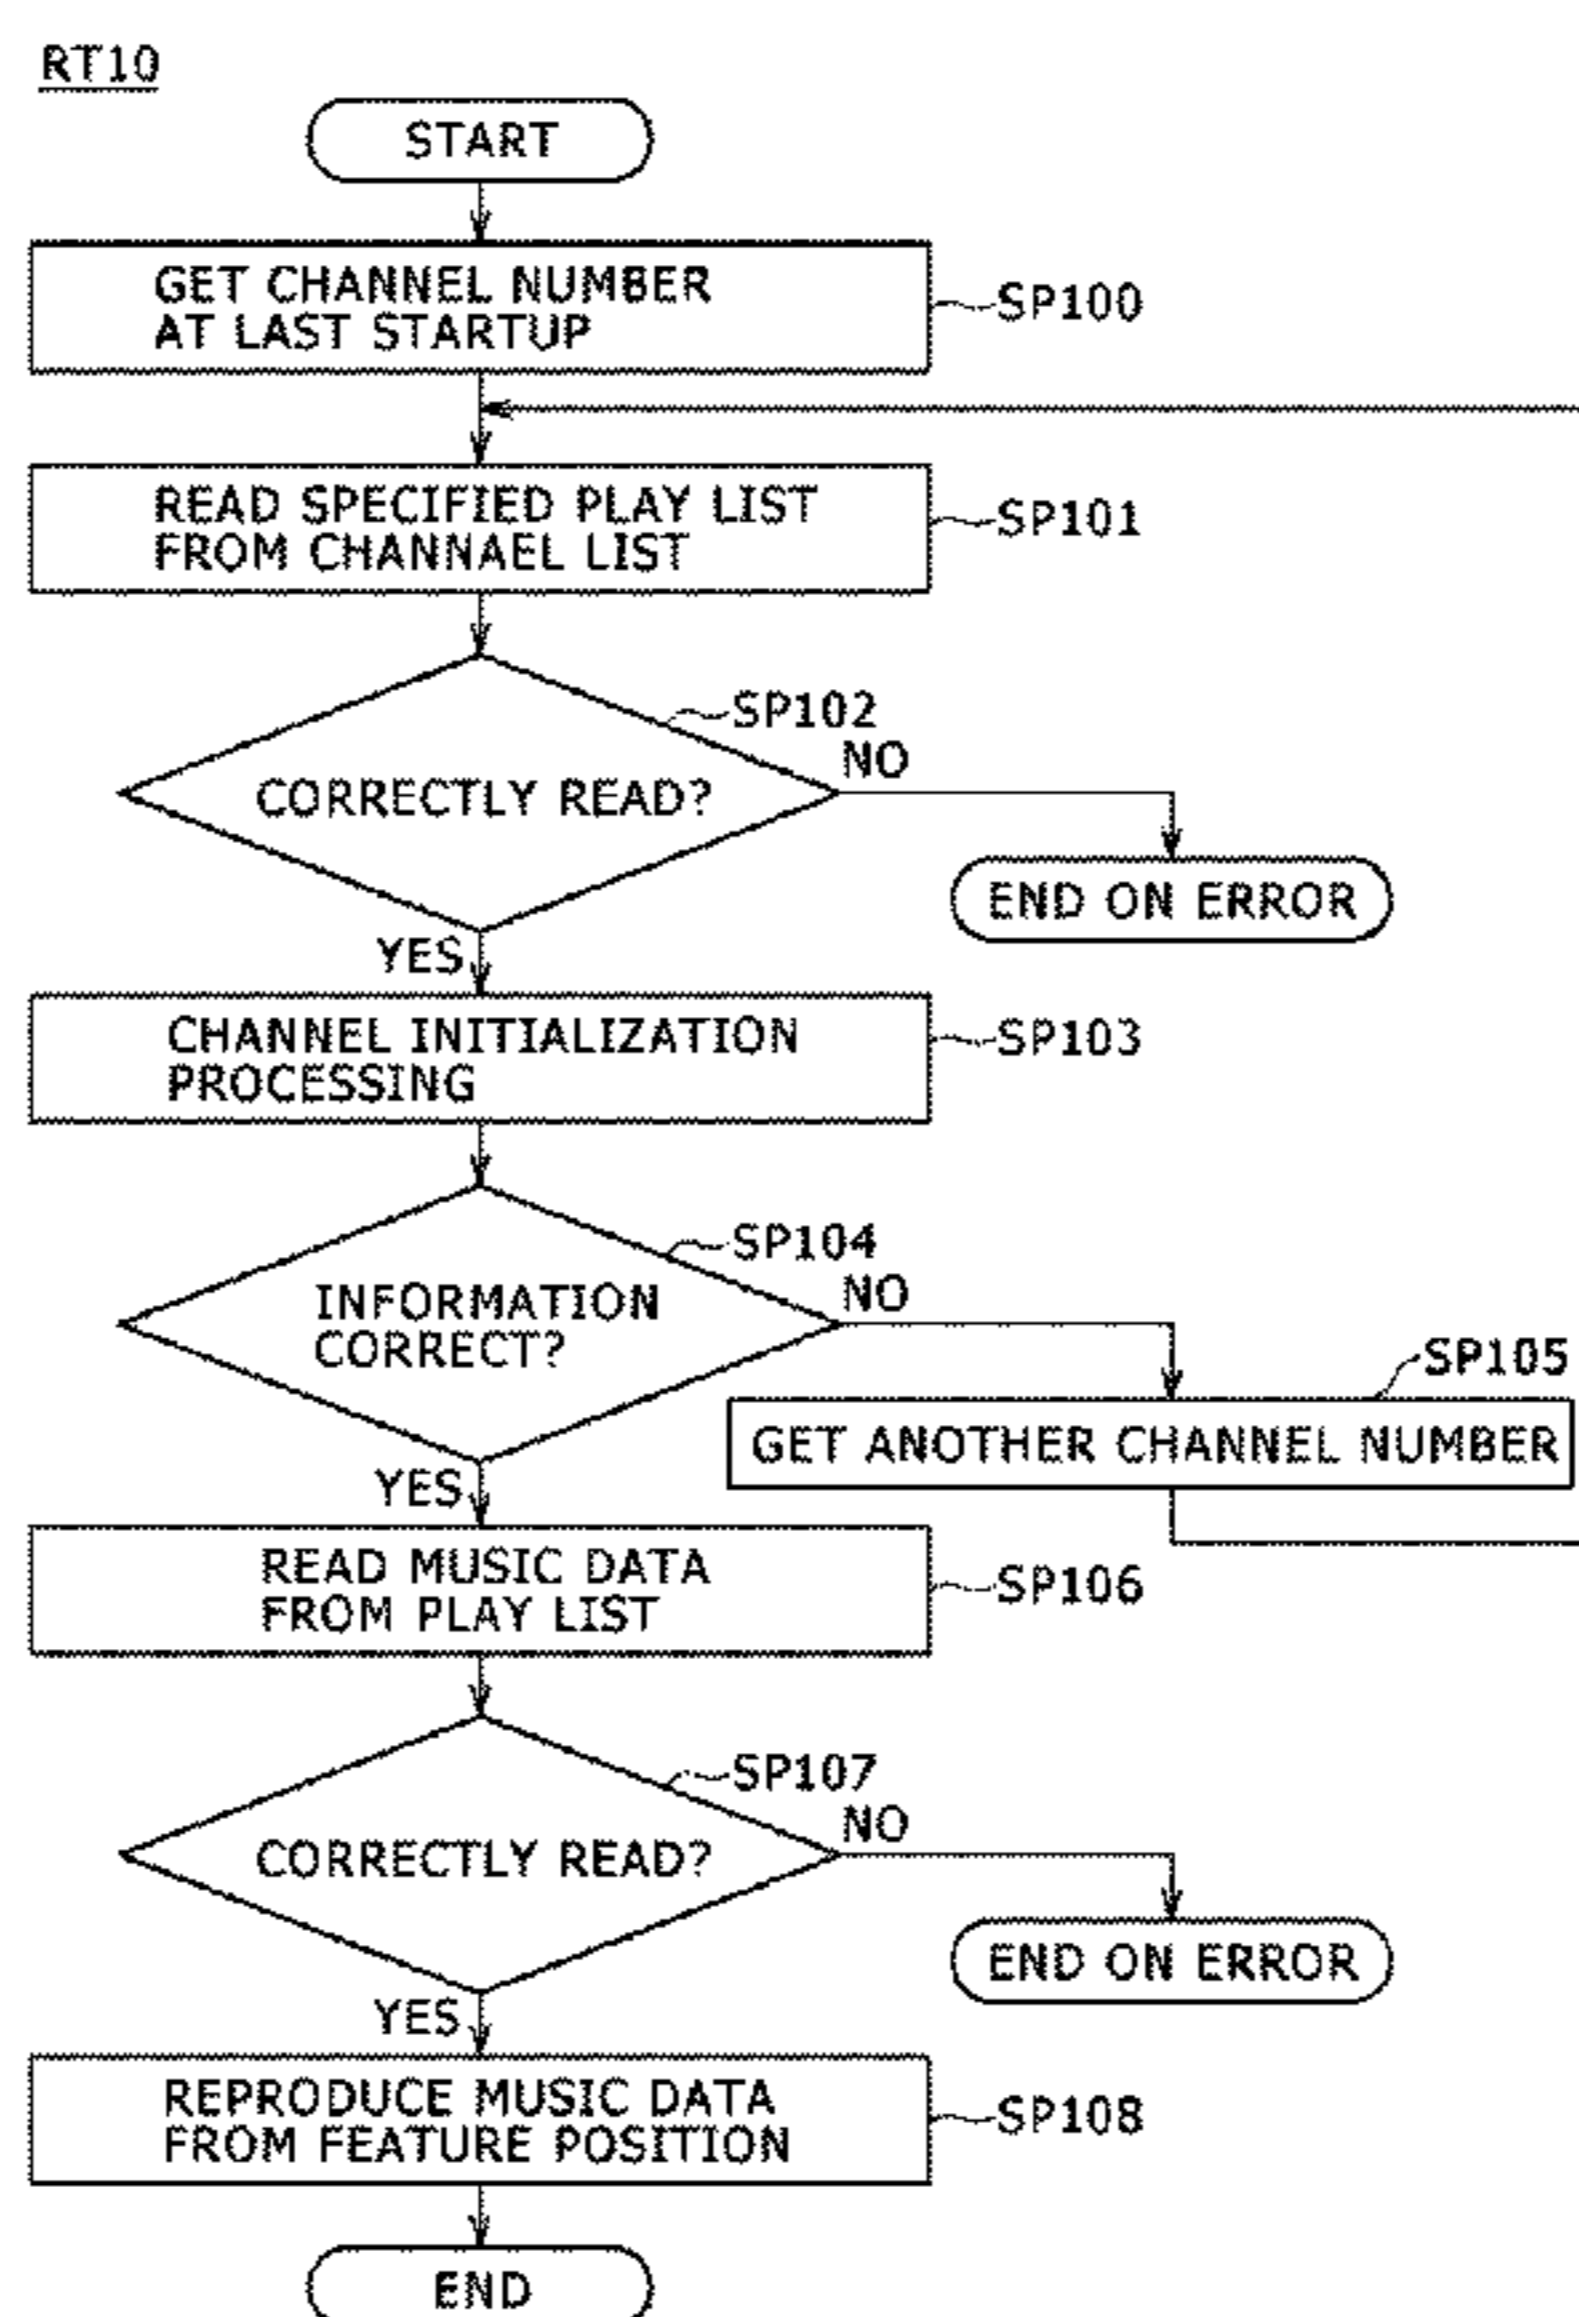 RT10
START
GET CHANNEL NUMBER
AT LAST STARTUP
SP100
READ SPECIFIED PLAY LIST
FROM CHANNAEL LIST
SP101
SP102
NO
CORRECTLY READ?
END ON ERROR
YES
CHANNEL INITIALIZATION
PROCESSING
SP103
SP104
NO
INFORMATION
CORRECT?
SP105
GET ANOTHER CHANNEL NUMBER
YES
READ MUSIC DATA
FROM PLAY LIST
SP106
SP107
NO
CORRECTLY READ?
END ON ERROR
YES
REPRODUCE MUSIC DATA
FROM FEATURE POSITION
SP108
END